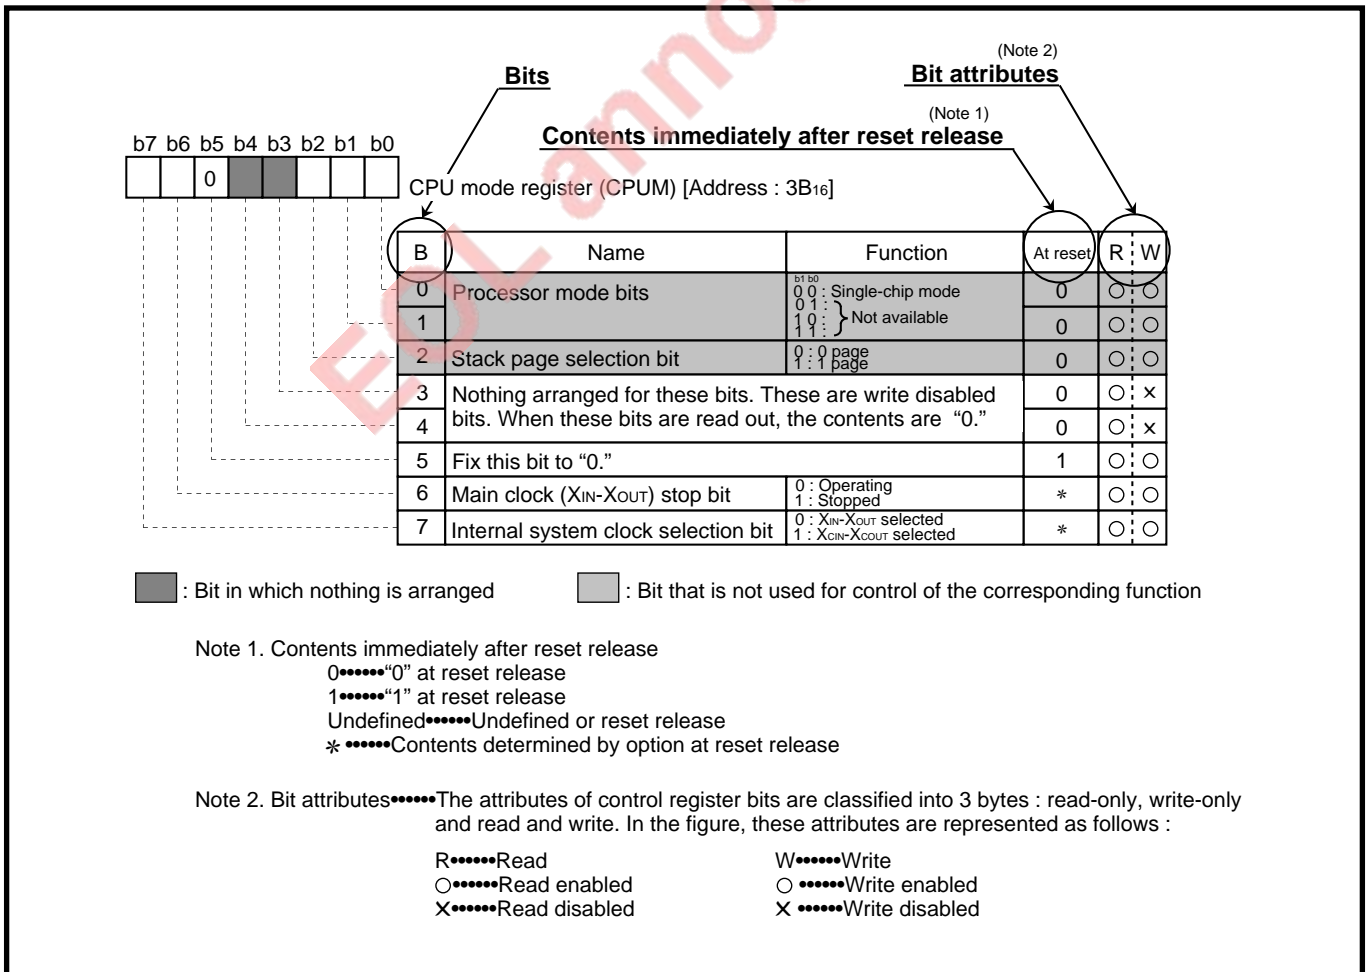 EOL anno
(Note 2)
Bits
Bit attributes
(Note 1)
Contents immediately after reset release
b7 b6 b5 b4 b3 b2 b1 b0
0
CPU mode register (CPUM) [Address : 3B16]
B Name Function At reset R W
0 Processor mode bits b1 b0
0 0 : Single-chip mode 0 ○ ○
0 1 :
1 1 0 : } Not available 0 ○ ○
1 1 :
2 Stack page selection bit 0 : 0 page
1 : 1 page 0 ○ ○
3 Nothing arranged for these bits. These are write disabled 0 ○ ×
4 bits. When these bits are read out, the contents are “0.” 0 ○ ×
5 Fix this bit to “0.” 1 ○ ○
6 Main clock (XIN-XOUT) stop bit 0 : Operating
1 : Stopped * ○ ○
7 Internal system clock selection bit 0 : XIN-XOUT selected
1 : XCIN-XCOUT selected * ○ ○
: Bit in which nothing is arranged : Bit that is not used for control of the corresponding function
Note 1. Contents immediately after reset release
0••••••“0” at reset release
1••••••“1” at reset release
Undefined••••••Undefined or reset release
* ••••••Contents determined by option at reset release
Note 2. Bit attributes••••••The attributes of control register bits are classified into 3 bytes : read-only, write-only
and read and write. In the figure, these attributes are represented as follows :
R••••••Read W••••••Write
○••••••Read enabled ○ ••••••Write enabled
×••••••Read disabled × ••••••Write disabled